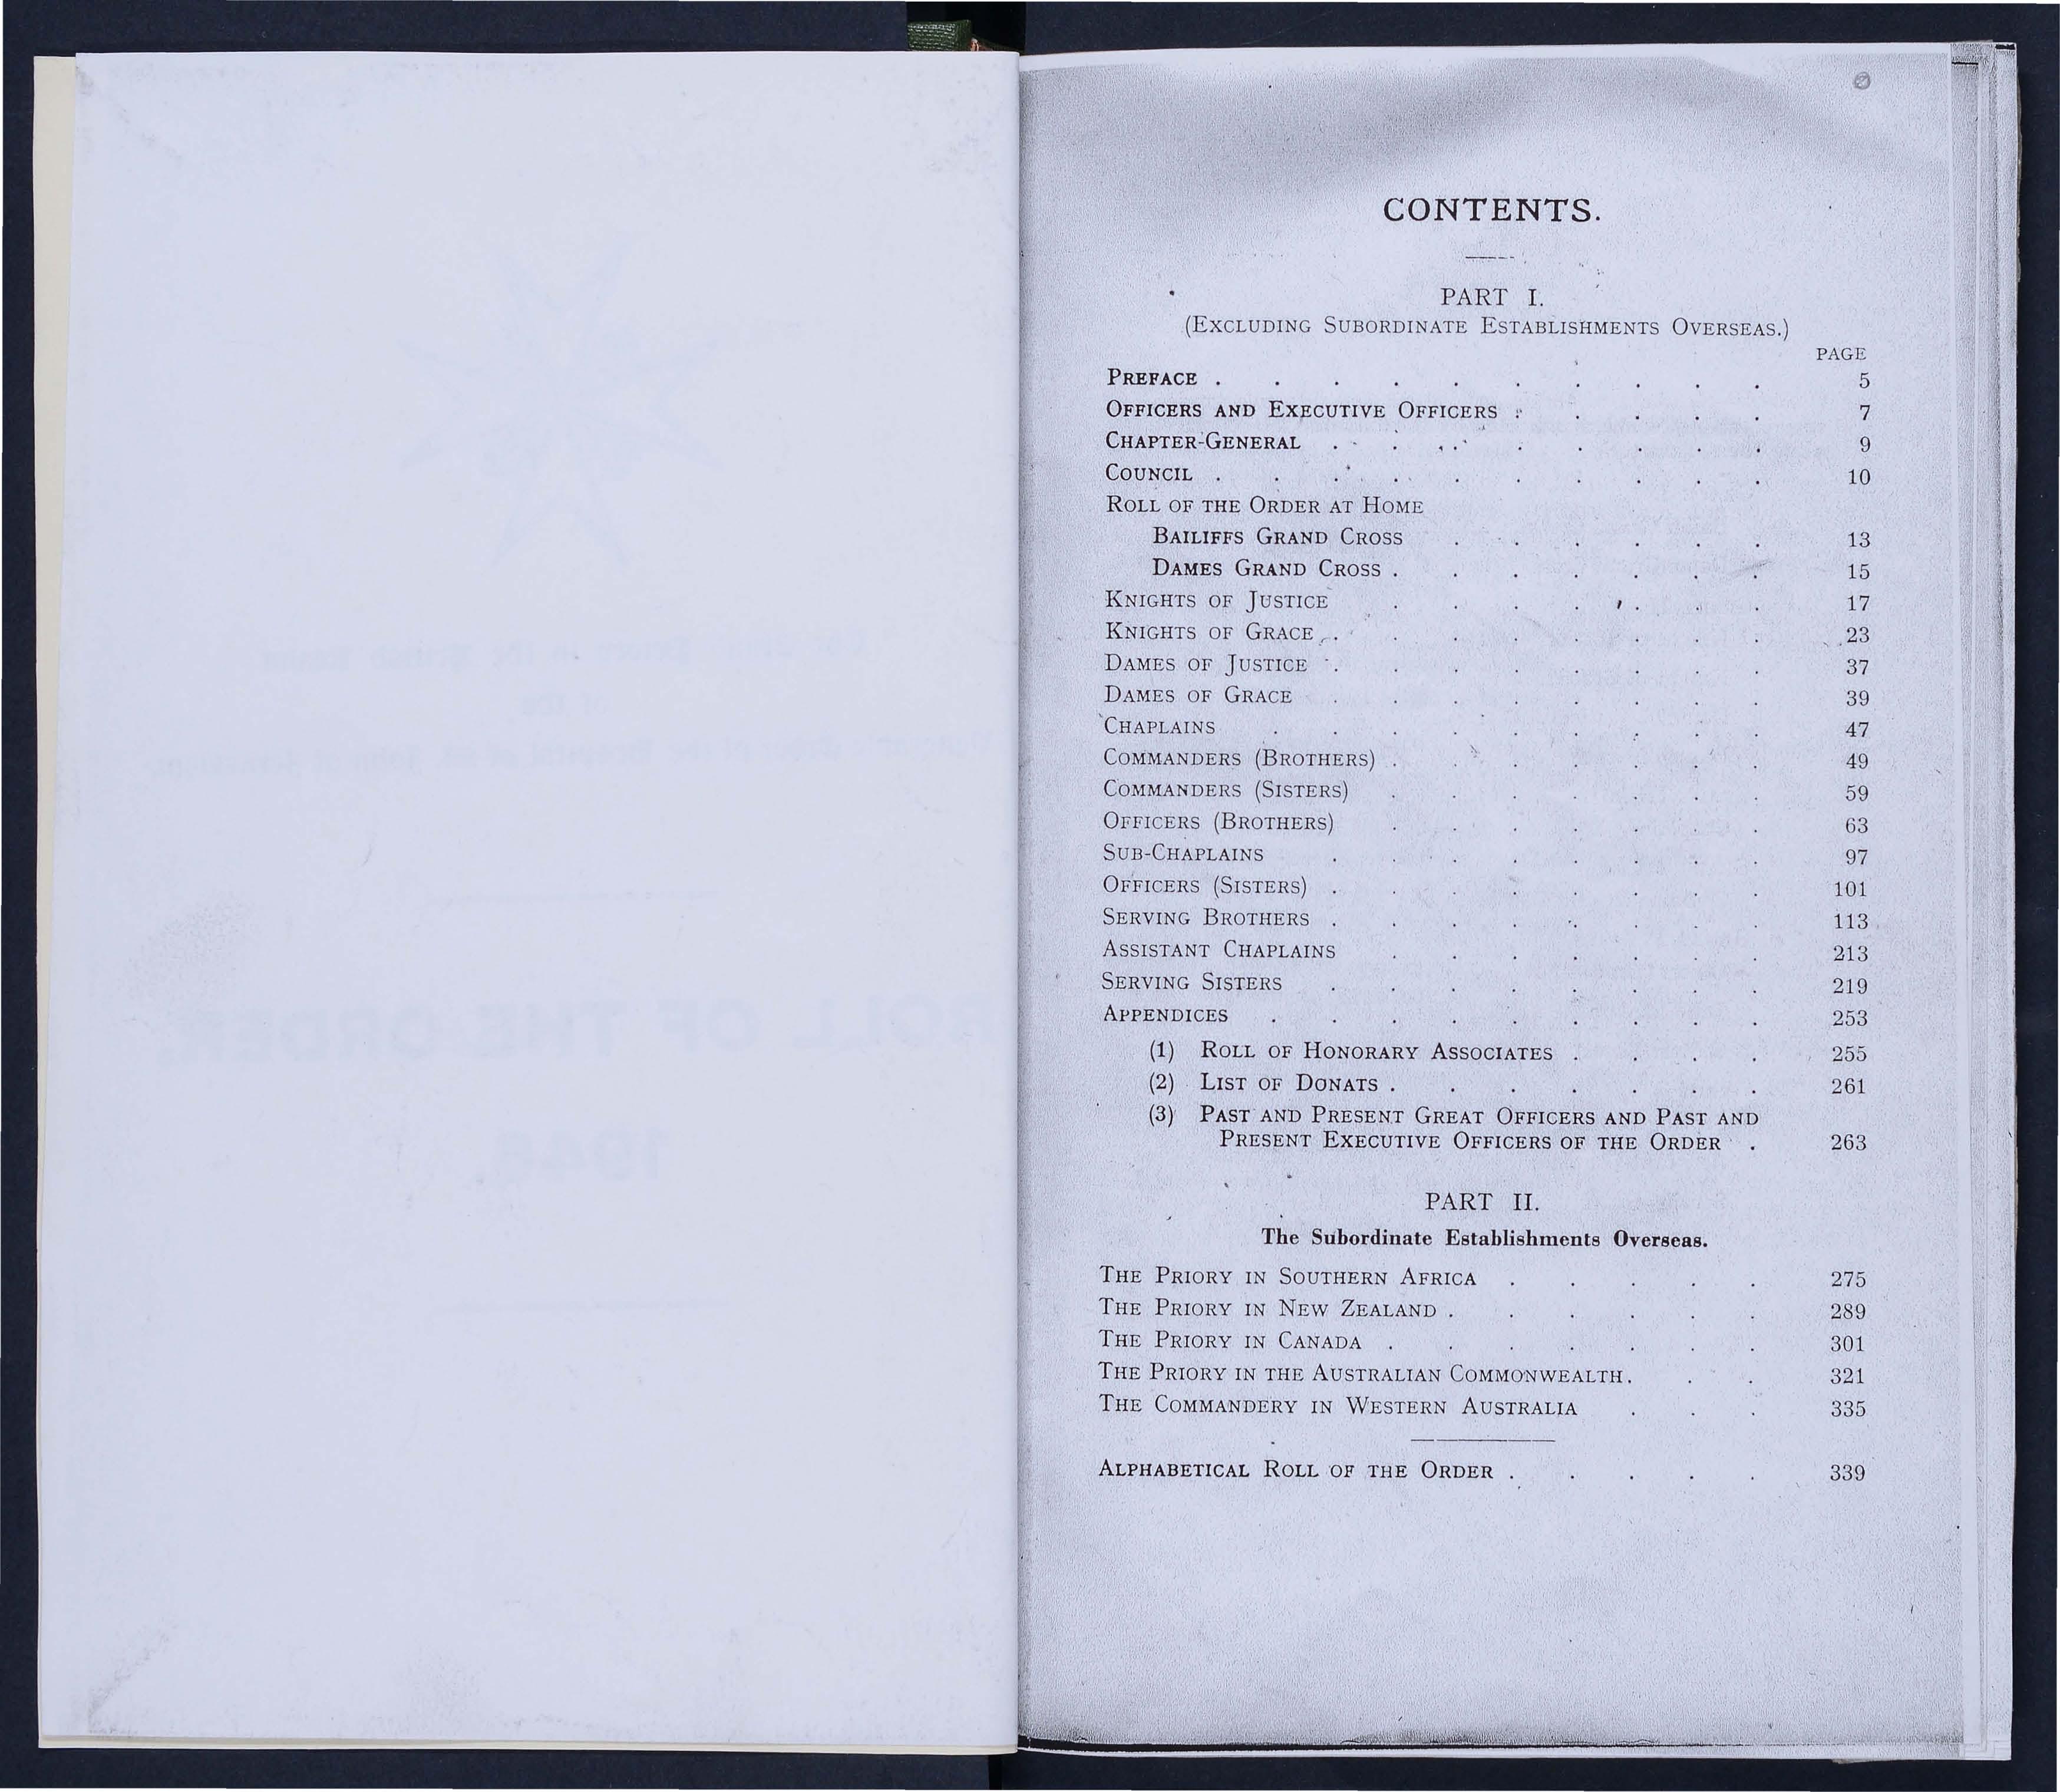 CONTENTS.
PART I.
(EXCLUDING SUBORDINATE ESTABLISHMENTS OVERSEAS.)
PAGE
PREFACE . . . . . . . . . . 5
OFFICERS AND EXECUTIVE OFFICERS . . . . . 7
CHAPTER-GENERAL . . . . . . . . 9
COUNCIL . . . . . . . . . . 10
ROLL OF THE ORDER AT HOME
BAILIFFS GRAND CROSS . . . . . . 13
DAMES GRAND CROSS . . . . . . . 15
KNIGHTS OF JUSTICE . . . . . . . 17
KNIGHTS OF GRACE . . . . . . . . 23
DAMES OF JUSTICE . . . . . . . . 37
DAMES OF GRACE . . . . . . . . 39
CHAPLAINS . . . . . . . . . 47
COMMANDERS (BROTHERS) . . . . . . . 49
COMMANDERS (SISTERS) . . . . . . . 59
OFFICERS (BROTHERS) . . . . . . . 63
SUB-CHAPLAINS . . . . . . . . 97
OFFICERS (SISTERS) . . . . . . . . 101
SERVING BROTHERS . . . . . . . . 113
ASSISTANT CHAPLAINS . . . . . . . 213
SERVING SISTERS . . . . . . . . 219
APPENDICES . . . . . . . . . 253
(1) ROLL OF HONORARY ASSOCIATES . . . . 255
(2) LIST OF DONATS . . . . . . . 261
(3) PAST AND PRESENT GREAT OFFICERS AND PAST AND
PRESENT EXECUTIVE OFFICERS OF THE ORDER . 263
PART II.
The Subordinate Establishments Overseas.
THE PRIORY IN SOUTHERN AFRICA . . . . . 275
THE PRIORY IN NEW ZEALAND . . . . . . 289
THE PRIORY IN CANADA . . . . . . . 301
THE PRIORY IN THE AUSTRALIAN COMMONWEALTH . . . 321
THE COMMANDERY IN WESTERN AUSTRALIA . . . 335
ALPHABETICAL ROLL OF THE ORDER . . . . . 339